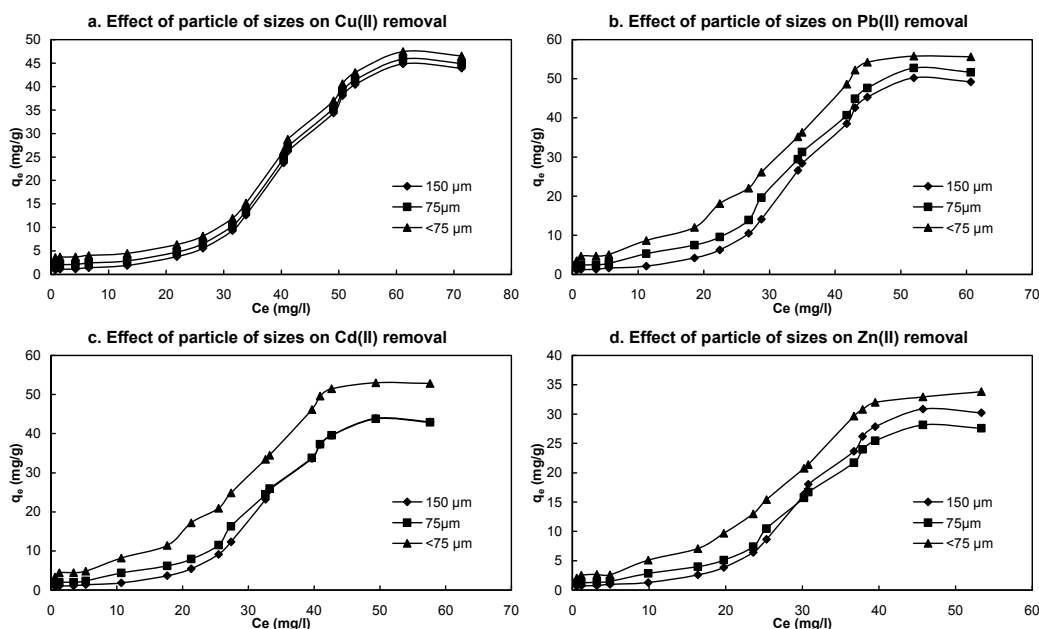 a. Effect of particle of sizes on Cu(II) removal
50
45
40
35
30
25
20
15
10
5
0
qe (mg/g)
150 µm
75µm
<75 µm
0 10 20 30 40 50 60 70 80
Ce (mg/l)
b. Effect of particle of sizes on Pb(II) removal
60
50
40
30
20
10
0
qe (mg/g)
150 µm
75µm
<75 µm
0 10 20 30 40 50 60 70
Ce (mg/l)
c. Effect of particle of sizes on Cd(II) removal
60
50
40
30
20
10
0
qe (mg/g)
150 µm
75µm
<75 µm
0 10 20 30 40 50 60 70
Ce (mg/l)
d. Effect of particle of sizes on Zn(II) removal
40
35
30
25
20
15
10
5
0
qe (mg/g)
150 µm
75µm
<75 µm
0 10 20 30 40 50 60
Ce mg/l)